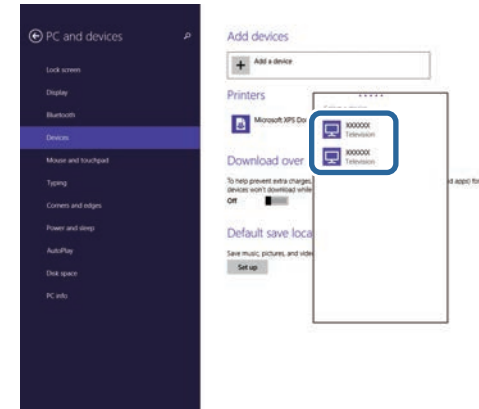 PC and devices
Lock screen
Display
Bluetooth
Devices
Mouse and touchpad
Typing
Corners and edges
Power and sleep
AutoPlay
Disk space
PC info
Add devices
Add a device
Printers
Microsoft XPS Do
Download over
To help prevent extra charges,
d apps) for
devices won't download while
Off
Default save loca
Save music, pictures, and vide
Set up
XXXXXX
Television
XXXXXX
Television